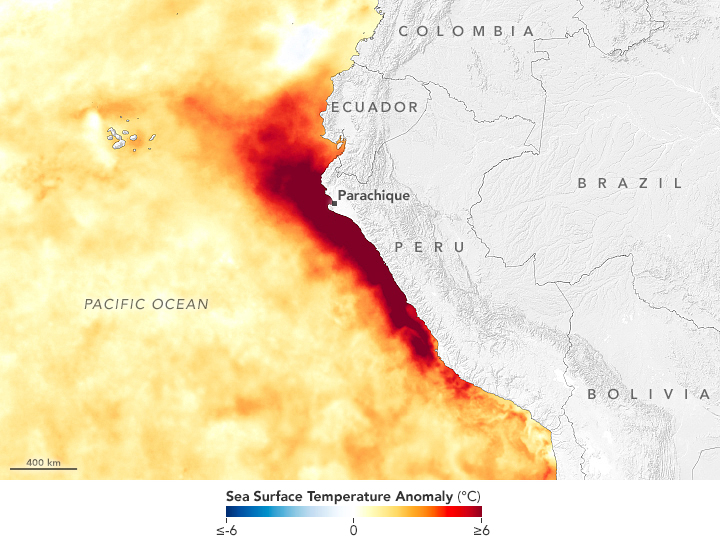 COLOMBIA
ECUADOR
BRAZIL
Parachique
PERU
PACIFIC OCEAN
BOLIVIA
400 km
Sea Surface Temperature Anomaly (°C)
≤-6 0 ≥6